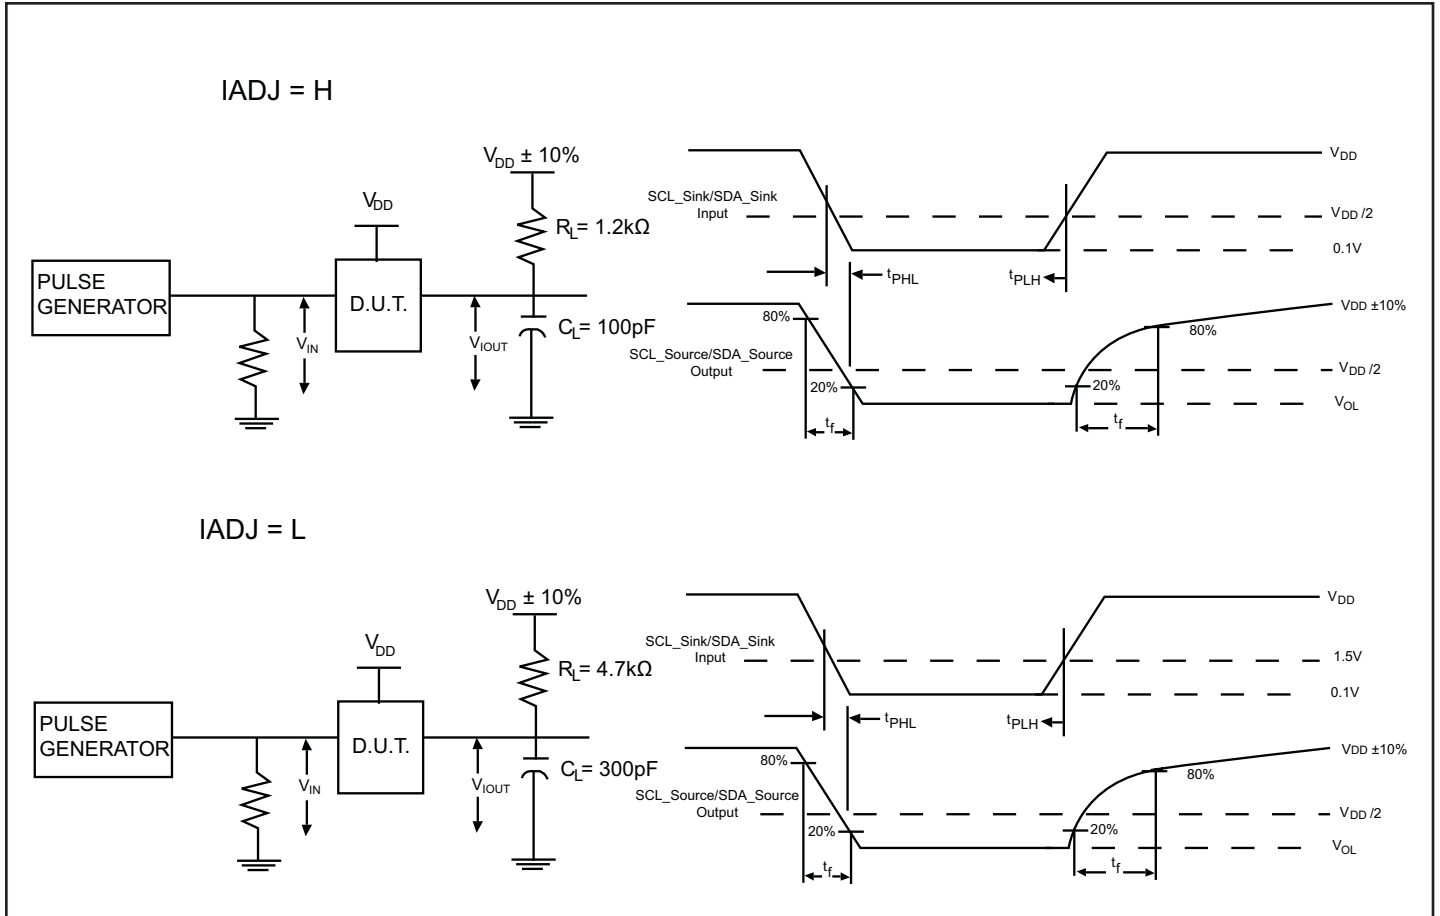 IADJ = H
VDD ± 10%
VDD
RL= 1.2kΩ
PULSE
GENERATOR
D.U.T.
VIN
VIOUT
CL= 100pF
SCL_Sink/SDA_Sink
Input
VDD
VDD /2
0.1V
tPHL
tPLH
80%
VDD ±10%
80%
SCL_Source/SDA_Source
Output
VDD /2
20%
20%
VOL
tf
tf
IADJ = L
VDD ± 10%
VDD
RL= 4.7kΩ
PULSE
GENERATOR
D.U.T.
VIN
VIOUT
CL= 300pF
SCL_Sink/SDA_Sink
Input
VDD
1.5V
0.1V
tPHL
tPLH
80%
VDD ±10%
80%
SCL_Source/SDA_Source
Output
VDD /2
20%
20%
VOL
tf
tf